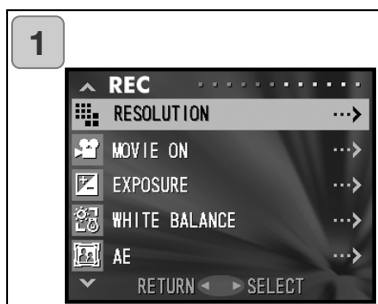 1
REC
RESOLUTION
MOVIE ON
EXPOSURE
WHITE BALANCE
AE
RETURN SELECT